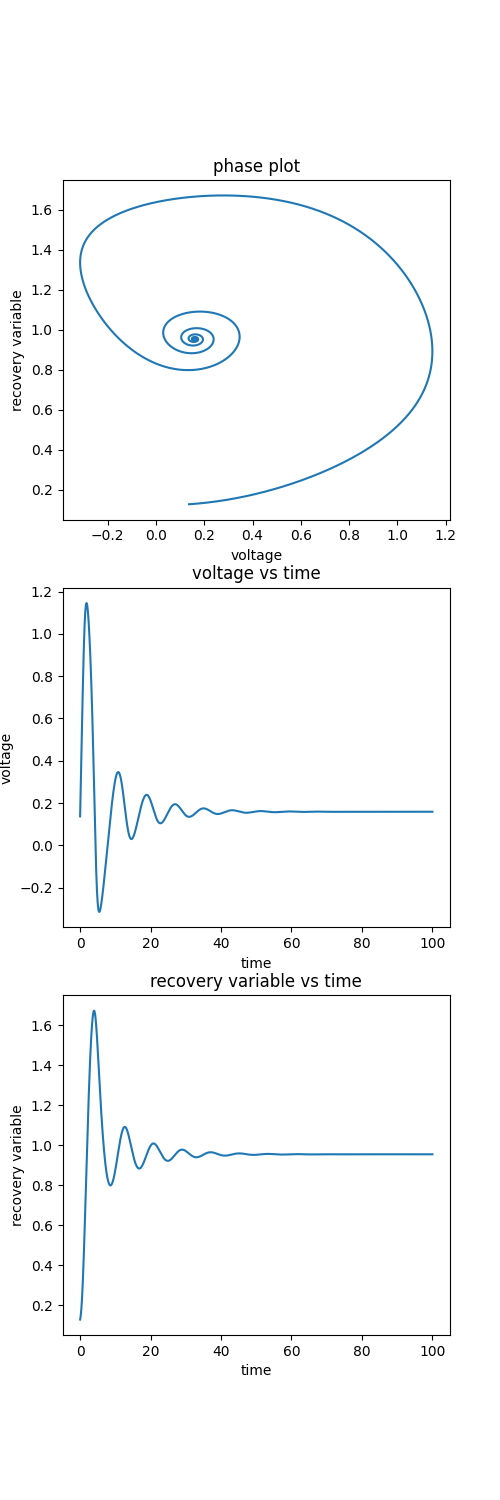 phase plot
1.6
1.4
1.2
1.0
0.8
0.6
0.4
0.2
recovery variable
−0.2 0.0 0.2 0.4 0.6 0.8 1.0 1.2
voltage
voltage vs time
1.2
1.0
0.8
0.6
0.4
0.2
0.0
−0.2
voltage
0 20 40 60 80 100
time
recovery variable vs time
1.6
1.4
1.2
1.0
0.8
0.6
0.4
0.2
recovery variable
0 20 40 60 80 100
time